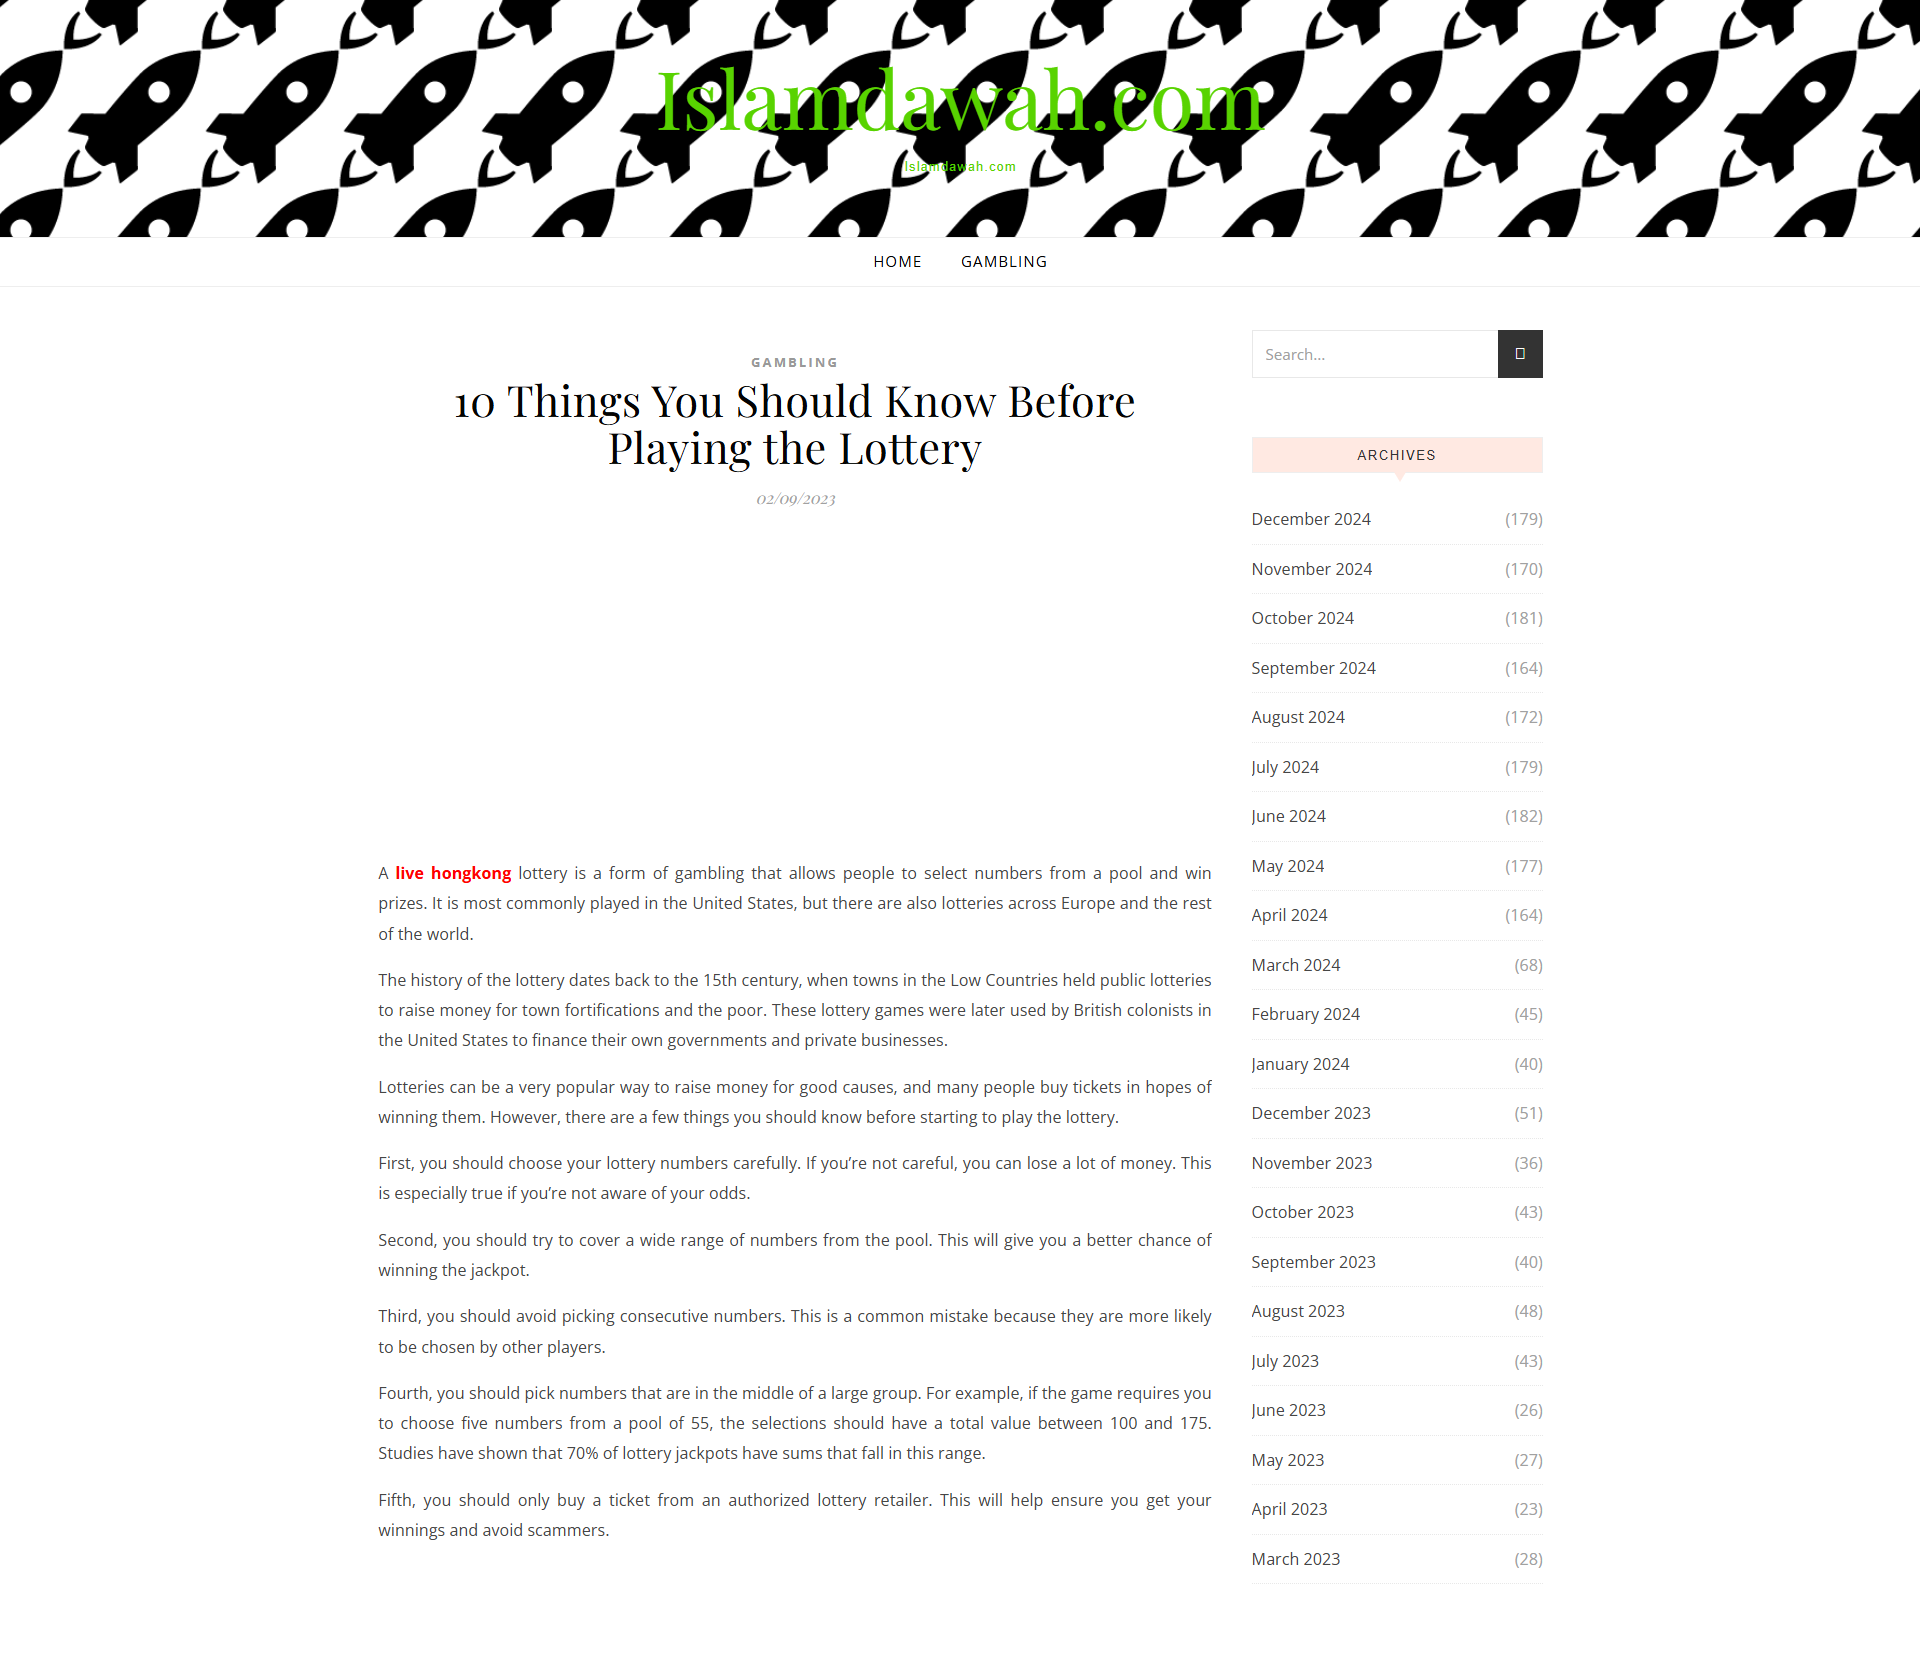 Islamdawah.com
Islamdawah.com
HOME GAMBLING
GAMBLING
10 Things You Should Know Before
Playing the Lottery
02/09/2023
A live hongkong lottery is a form of gambling that allows people to select numbers from a pool and win
prizes. It is most commonly played in the United States, but there are also lotteries across Europe and the rest
of the world.
The history of the lottery dates back to the 15th century, when towns in the Low Countries held public lotteries
to raise money for town fortifications and the poor. These lottery games were later used by British colonists in
the United States to finance their own governments and private businesses.
Lotteries can be a very popular way to raise money for good causes, and many people buy tickets in hopes of
winning them. However, there are a few things you should know before starting to play the lottery.
First, you should choose your lottery numbers carefully. If you’re not careful, you can lose a lot of money. This
is especially true if you’re not aware of your odds.
Second, you should try to cover a wide range of numbers from the pool. This will give you a better chance of
winning the jackpot.
Third, you should avoid picking consecutive numbers. This is a common mistake because they are more likely
to be chosen by other players.
Fourth, you should pick numbers that are in the middle of a large group. For example, if the game requires you
to choose five numbers from a pool of 55, the selections should have a total value between 100 and 175.
Studies have shown that 70% of lottery jackpots have sums that fall in this range.
Fifth, you should only buy a ticket from an authorized lottery retailer. This will help ensure you get your
winnings and avoid scammers.
Search...
ARCHIVES
December 2024 (179)
November 2024 (170)
October 2024 (181)
September 2024 (164)
August 2024 (172)
July 2024 (179)
June 2024 (182)
May 2024 (177)
April 2024 (164)
March 2024 (68)
February 2024 (45)
January 2024 (40)
December 2023 (51)
November 2023 (36)
October 2023 (43)
September 2023 (40)
August 2023 (48)
July 2023 (43)
June 2023 (26)
May 2023 (27)
April 2023 (23)
March 2023 (28)